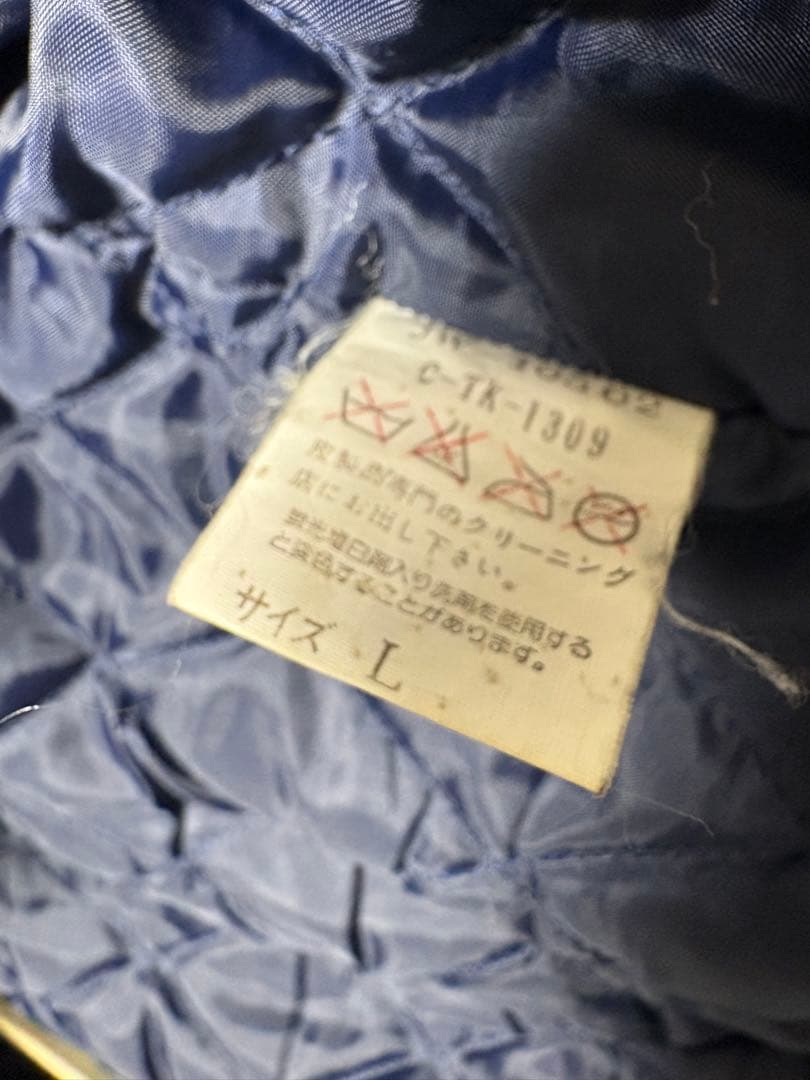 C-TK-1309
皮製品専門のクリーニング
店にお出し下さい。
蛍光増白剤入り洗剤を使用する
と変色することがあります。
サイズ L